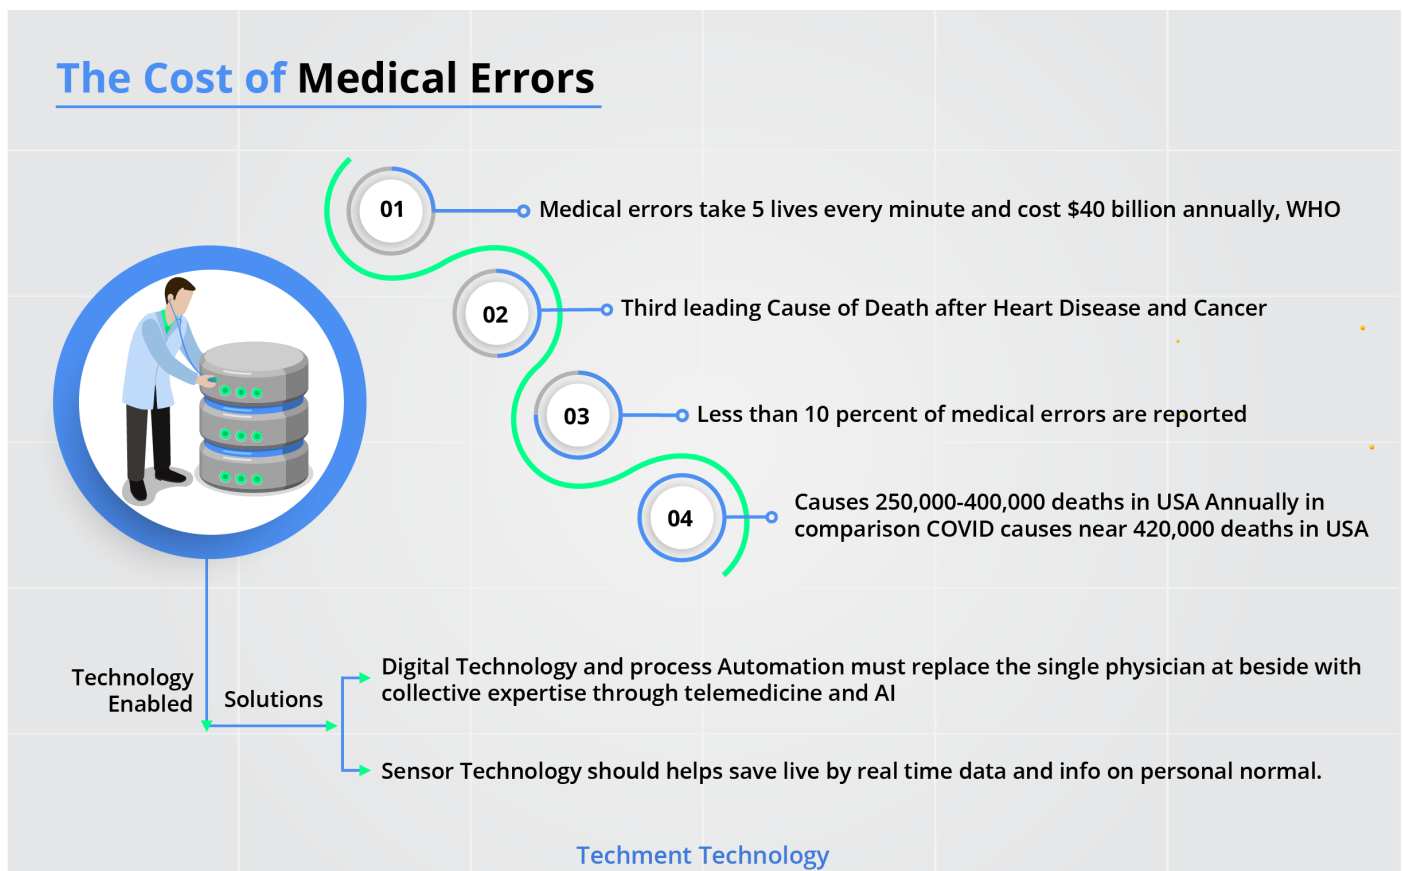 The Cost of Medical Errors
01
Medical errors take 5 lives every minute and cost $40 billion annually, WHO
02
Third leading Cause of Death after Heart Disease and Cancer
03
Less than 10 percent of medical errors are reported
04
Causes 250,000-400,000 deaths in USA Annually in
comparison COVID causes near 420,000 deaths in USA
Technology
Enabled
Solutions
Digital Technology and process Automation must replace the single physician at beside with
collective expertise through telemedicine and AI
Sensor Technology should helps save live by real time data and info on personal normal.
Techment Technology